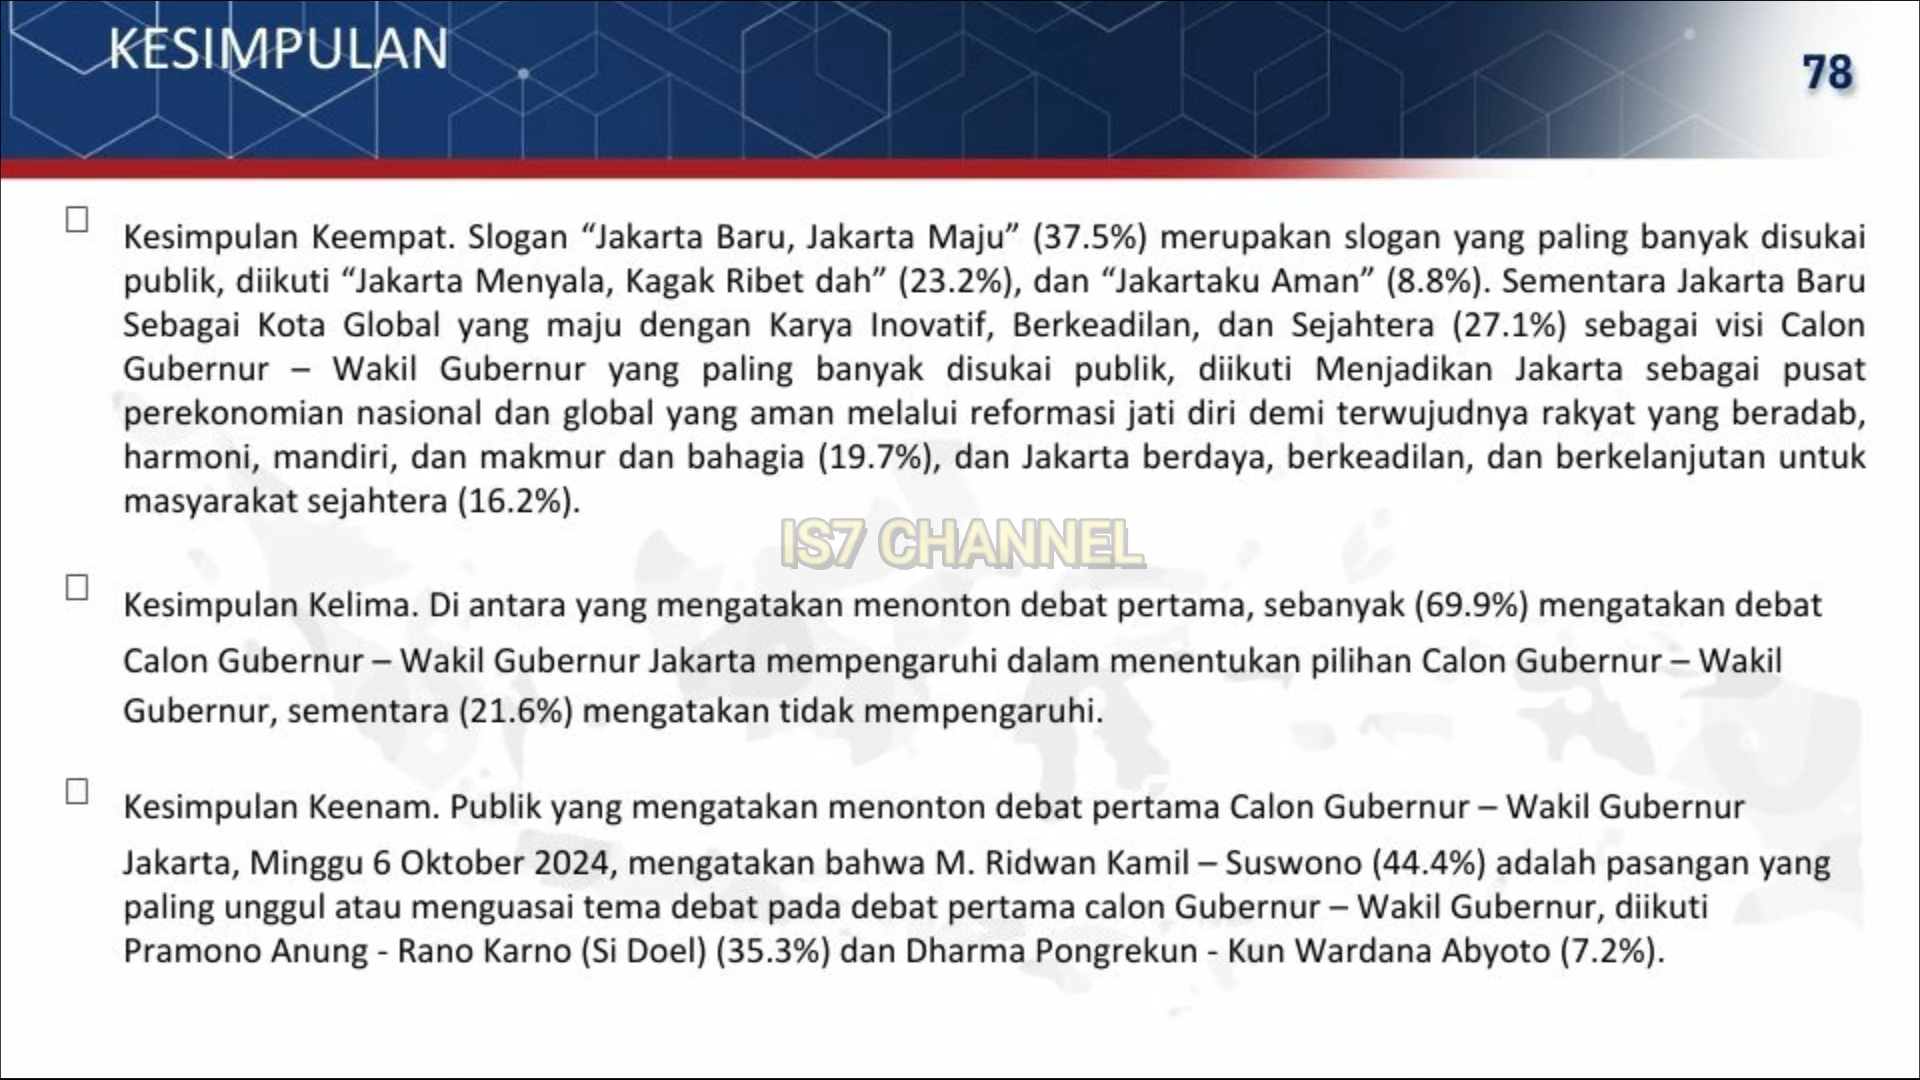 KESIMPULAN
78
Kesimpulan Keempat. Slogan “Jakarta Baru, Jakarta Maju” (37.5%) merupakan slogan yang paling banyak disukai
publik, diikuti “Jakarta Menyala, Kagak Ribet dah” (23.2%), dan “Jakartaku Aman” (8.8%). Sementara Jakarta Baru
Sebagai Kota Global yang maju dengan Karya Inovatif, Berkeadilan, dan Sejahtera (27.1%) sebagai visi Calon
Gubernur – Wakil Gubernur yang paling banyak disukai publik, diikuti Menjadikan Jakarta sebagai pusat
perekonomian nasional dan global yang aman melalui reformasi jati diri demi terwujudnya rakyat yang beradab,
harmoni, mandiri, dan makmur dan bahagia (19.7%), dan Jakarta berdaya, berkeadilan, dan berkelanjutan untuk
masyarakat sejahtera (16.2%).
IS7 CHANNEL
Kesimpulan Kelima. Di antara yang mengatakan menonton debat pertama, sebanyak (69.9%) mengatakan debat
Calon Gubernur – Wakil Gubernur Jakarta mempengaruhi dalam menentukan pilihan Calon Gubernur – Wakil
Gubernur, sementara (21.6%) mengatakan tidak mempengaruhi.
Kesimpulan Keenam. Publik yang mengatakan menonton debat pertama Calon Gubernur – Wakil Gubernur
Jakarta, Minggu 6 Oktober 2024, mengatakan bahwa M. Ridwan Kamil – Suswono (44.4%) adalah pasangan yang
paling unggul atau menguasai tema debat pada debat pertama calon Gubernur – Wakil Gubernur, diikuti
Pramono Anung - Rano Karno (Si Doel) (35.3%) dan Dharma Pongrekun - Kun Wardana Abyoto (7.2%).